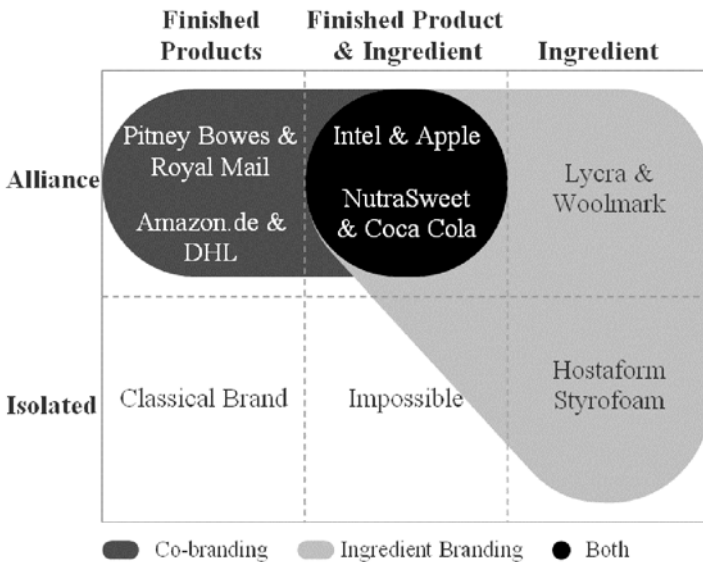 Finished Products
Finished Product & Ingredient
Ingredient
Alliance
Pitney Bowes &
Royal Mail
Amazon.de &
DHL
Intel & Apple
NutraSweet
& Coca Cola
Lycra &
Woolmark
Isolated
Classical Brand
Impossible
Hostaform
Styrofoam
Co-branding
Ingredient Branding
Both